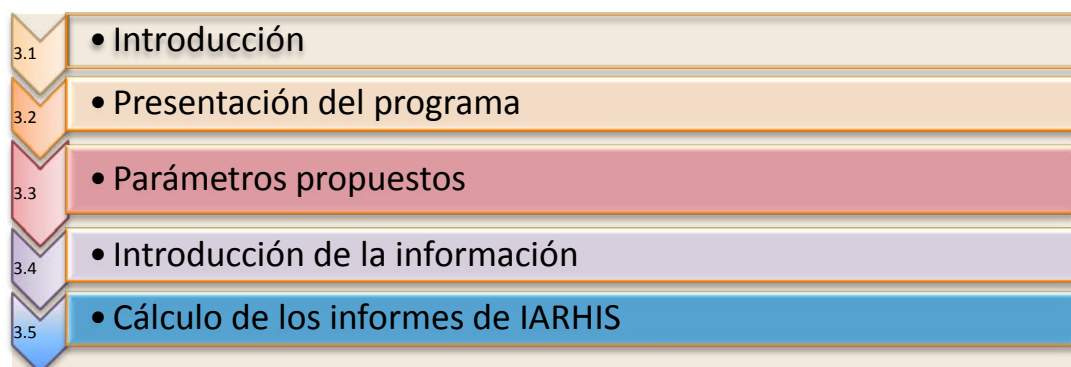 3.1 • Introducción
3.2 • Presentación del programa
3.3 • Parámetros propuestos
3.4 • Introducción de la información
3.5 • Cálculo de los informes de IARHIS